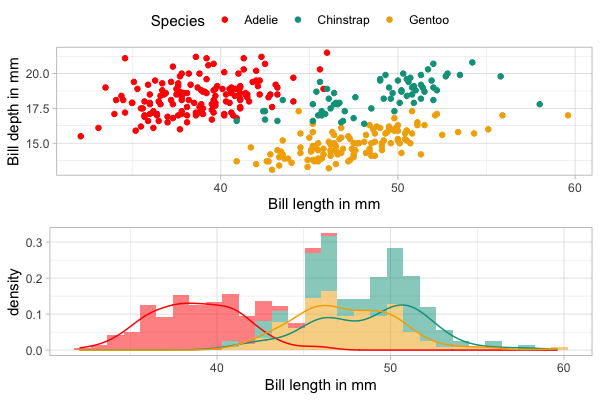 Species Adelie Chinstrap Gentoo
Bill depth in mm
20.0
17.5
15.0
40 50 60
Bill length in mm
density
0.3
0.2
0.1
0.0
40 50 60
Bill length in mm